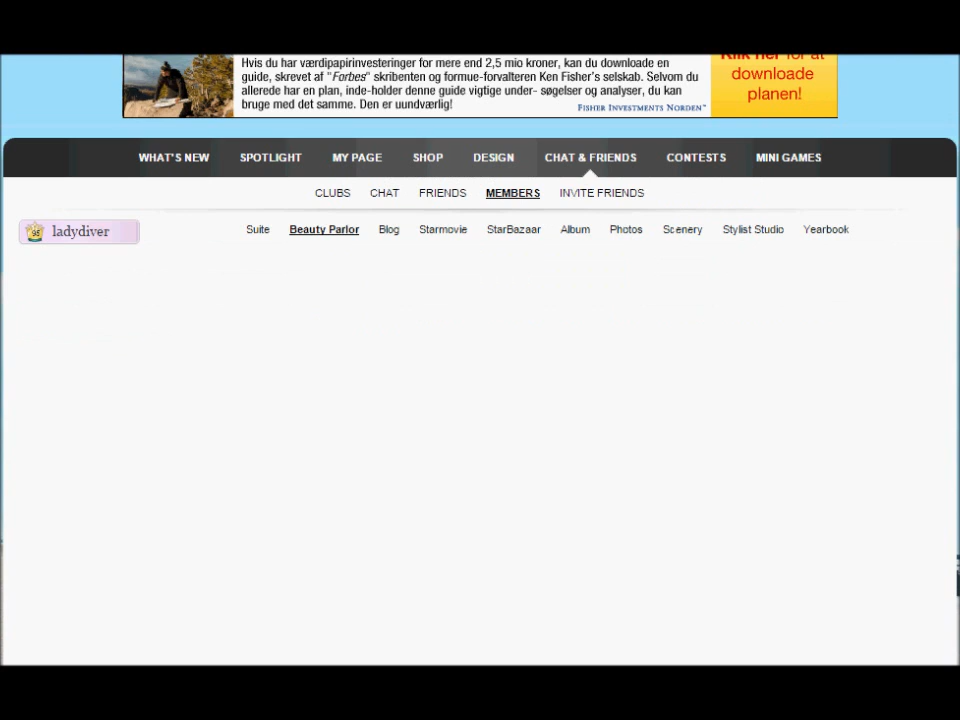 Hvis du har værdipapirinvesteringer for mere end 2,5 mio kroner, kan du downloade en
guide, skrevet af "Forbes" skribenten og formue-forvalteren Ken Fisher's selskab. Selvom du
allerede har en plan, inde-holder denne guide vigtige under- søgelser og analyser, du kan
bruge med det samme. Den er uundværlig!
FISHER INVESTMENTS NORDEN™
Klik her for at
downloade
planen!
WHAT'S NEW SPOTLIGHT MY PAGE SHOP DESIGN CHAT & FRIENDS CONTESTS MINI GAMES
CLUBS CHAT FRIENDS MEMBERS INVITE FRIENDS
95 ladydiver
Suite Beauty Parlor Blog Starmovie StarBazaar Album Photos Scenery Stylist Studio Yearbook